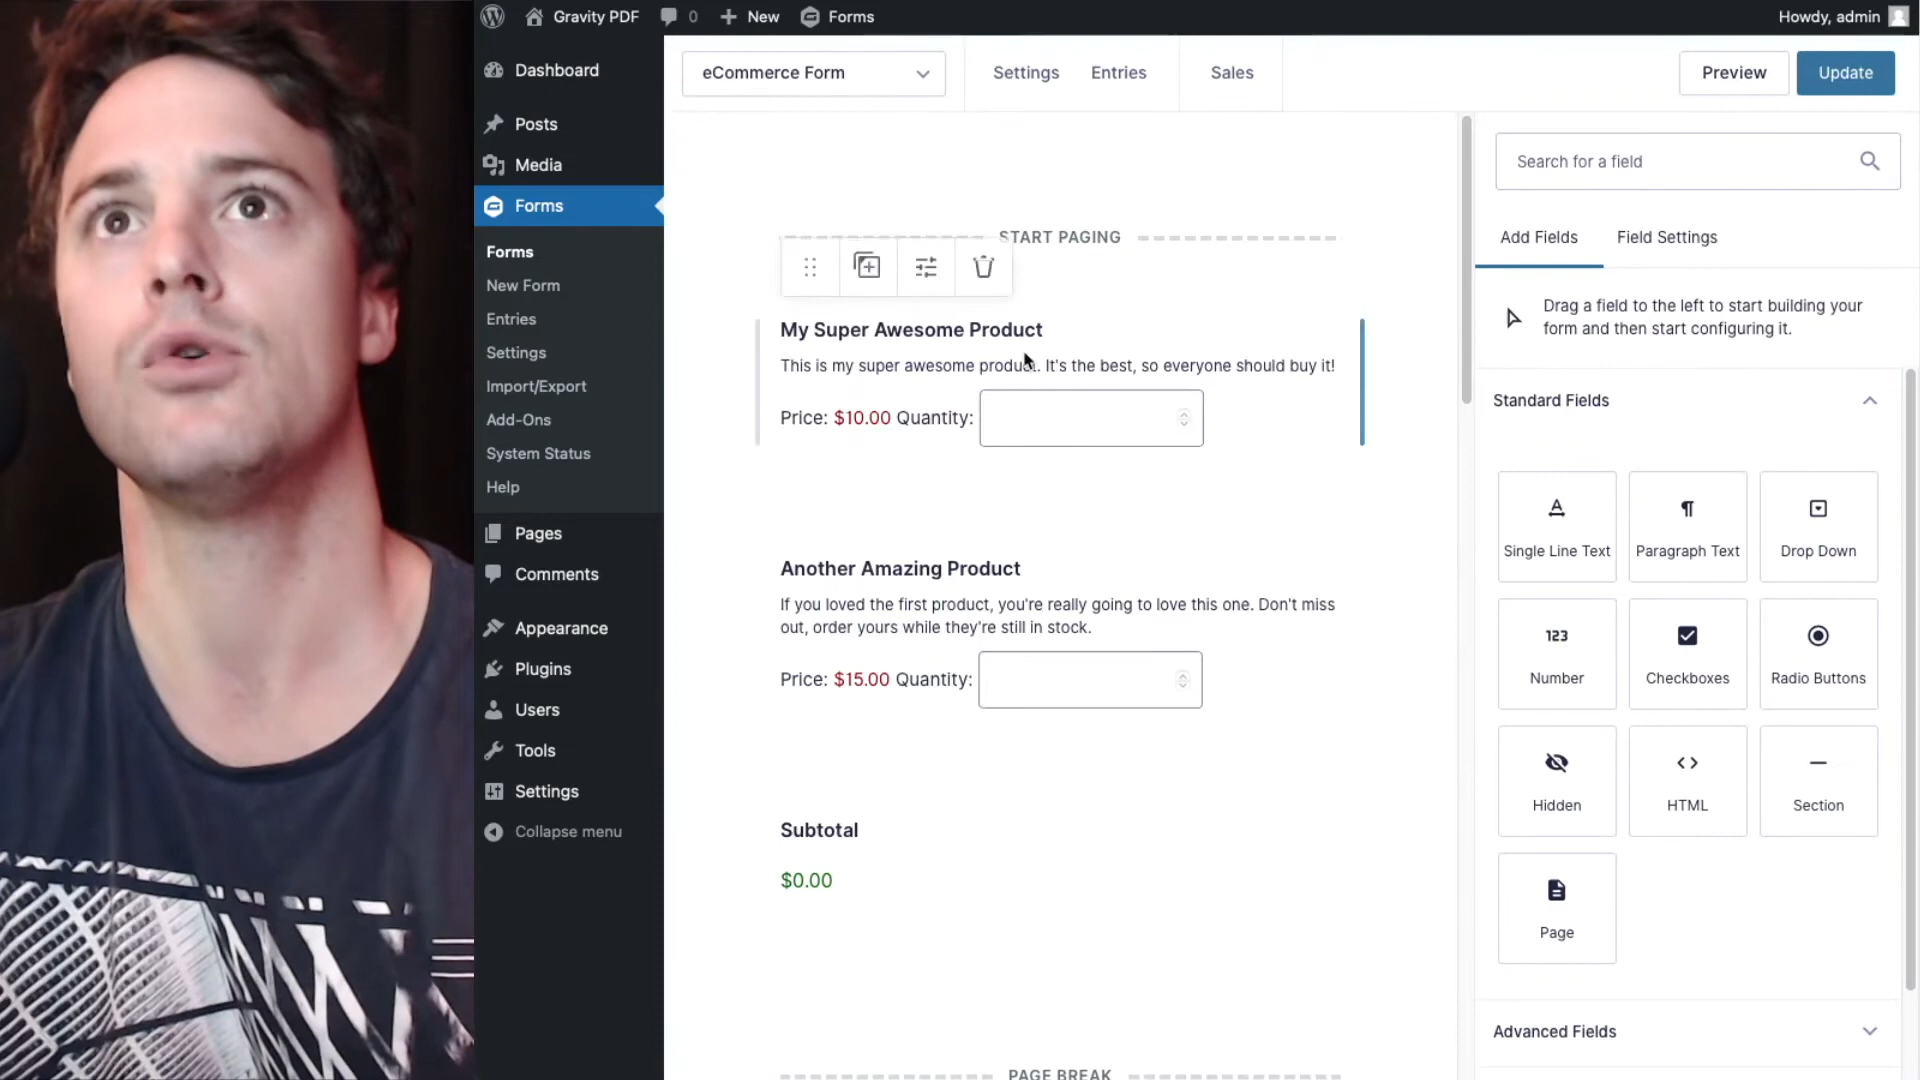 Gravity PDF
0
New
Forms
Howdy, admin
Dashboard
Posts
Media
Forms
Forms
New Form
Entries
Settings
Import/Export
Add-Ons
System Status
Help
Pages
Comments
Appearance
Plugins
Users
Tools
Settings
Collapse menu
eCommerce Form
Settings
Entries
Sales
Preview
Update
START PAGING
My Super Awesome Product
This is my super awesome product. It's the best, so everyone should buy it!
Price: $10.00 Quantity:
Another Amazing Product
If you loved the first product, you're really going to love this one. Don't miss
out, order yours while they're still in stock.
Price: $15.00 Quantity:
Subtotal
$0.00
PAGE BREAK
Search for a field
Add Fields
Field Settings
Drag a field to the left to start building your
form and then start configuring it.
Standard Fields
Single Line Text
Paragraph Text
Drop Down
123
Number
Checkboxes
Radio Buttons
Hidden
HTML
Section
Page
Advanced Fields